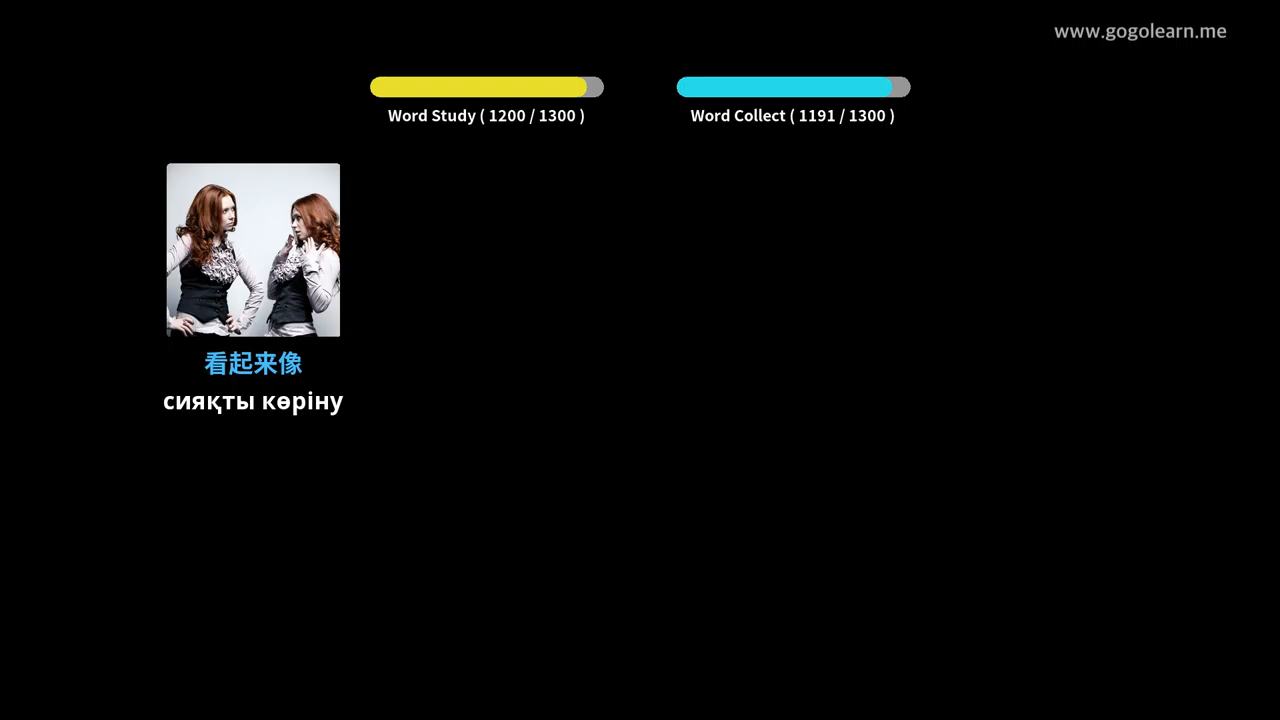 www.gogolearn.me
Word Study ( 1200 / 1300 )
Word Collect ( 1191 / 1300 )
看起来像
сияқты көріну